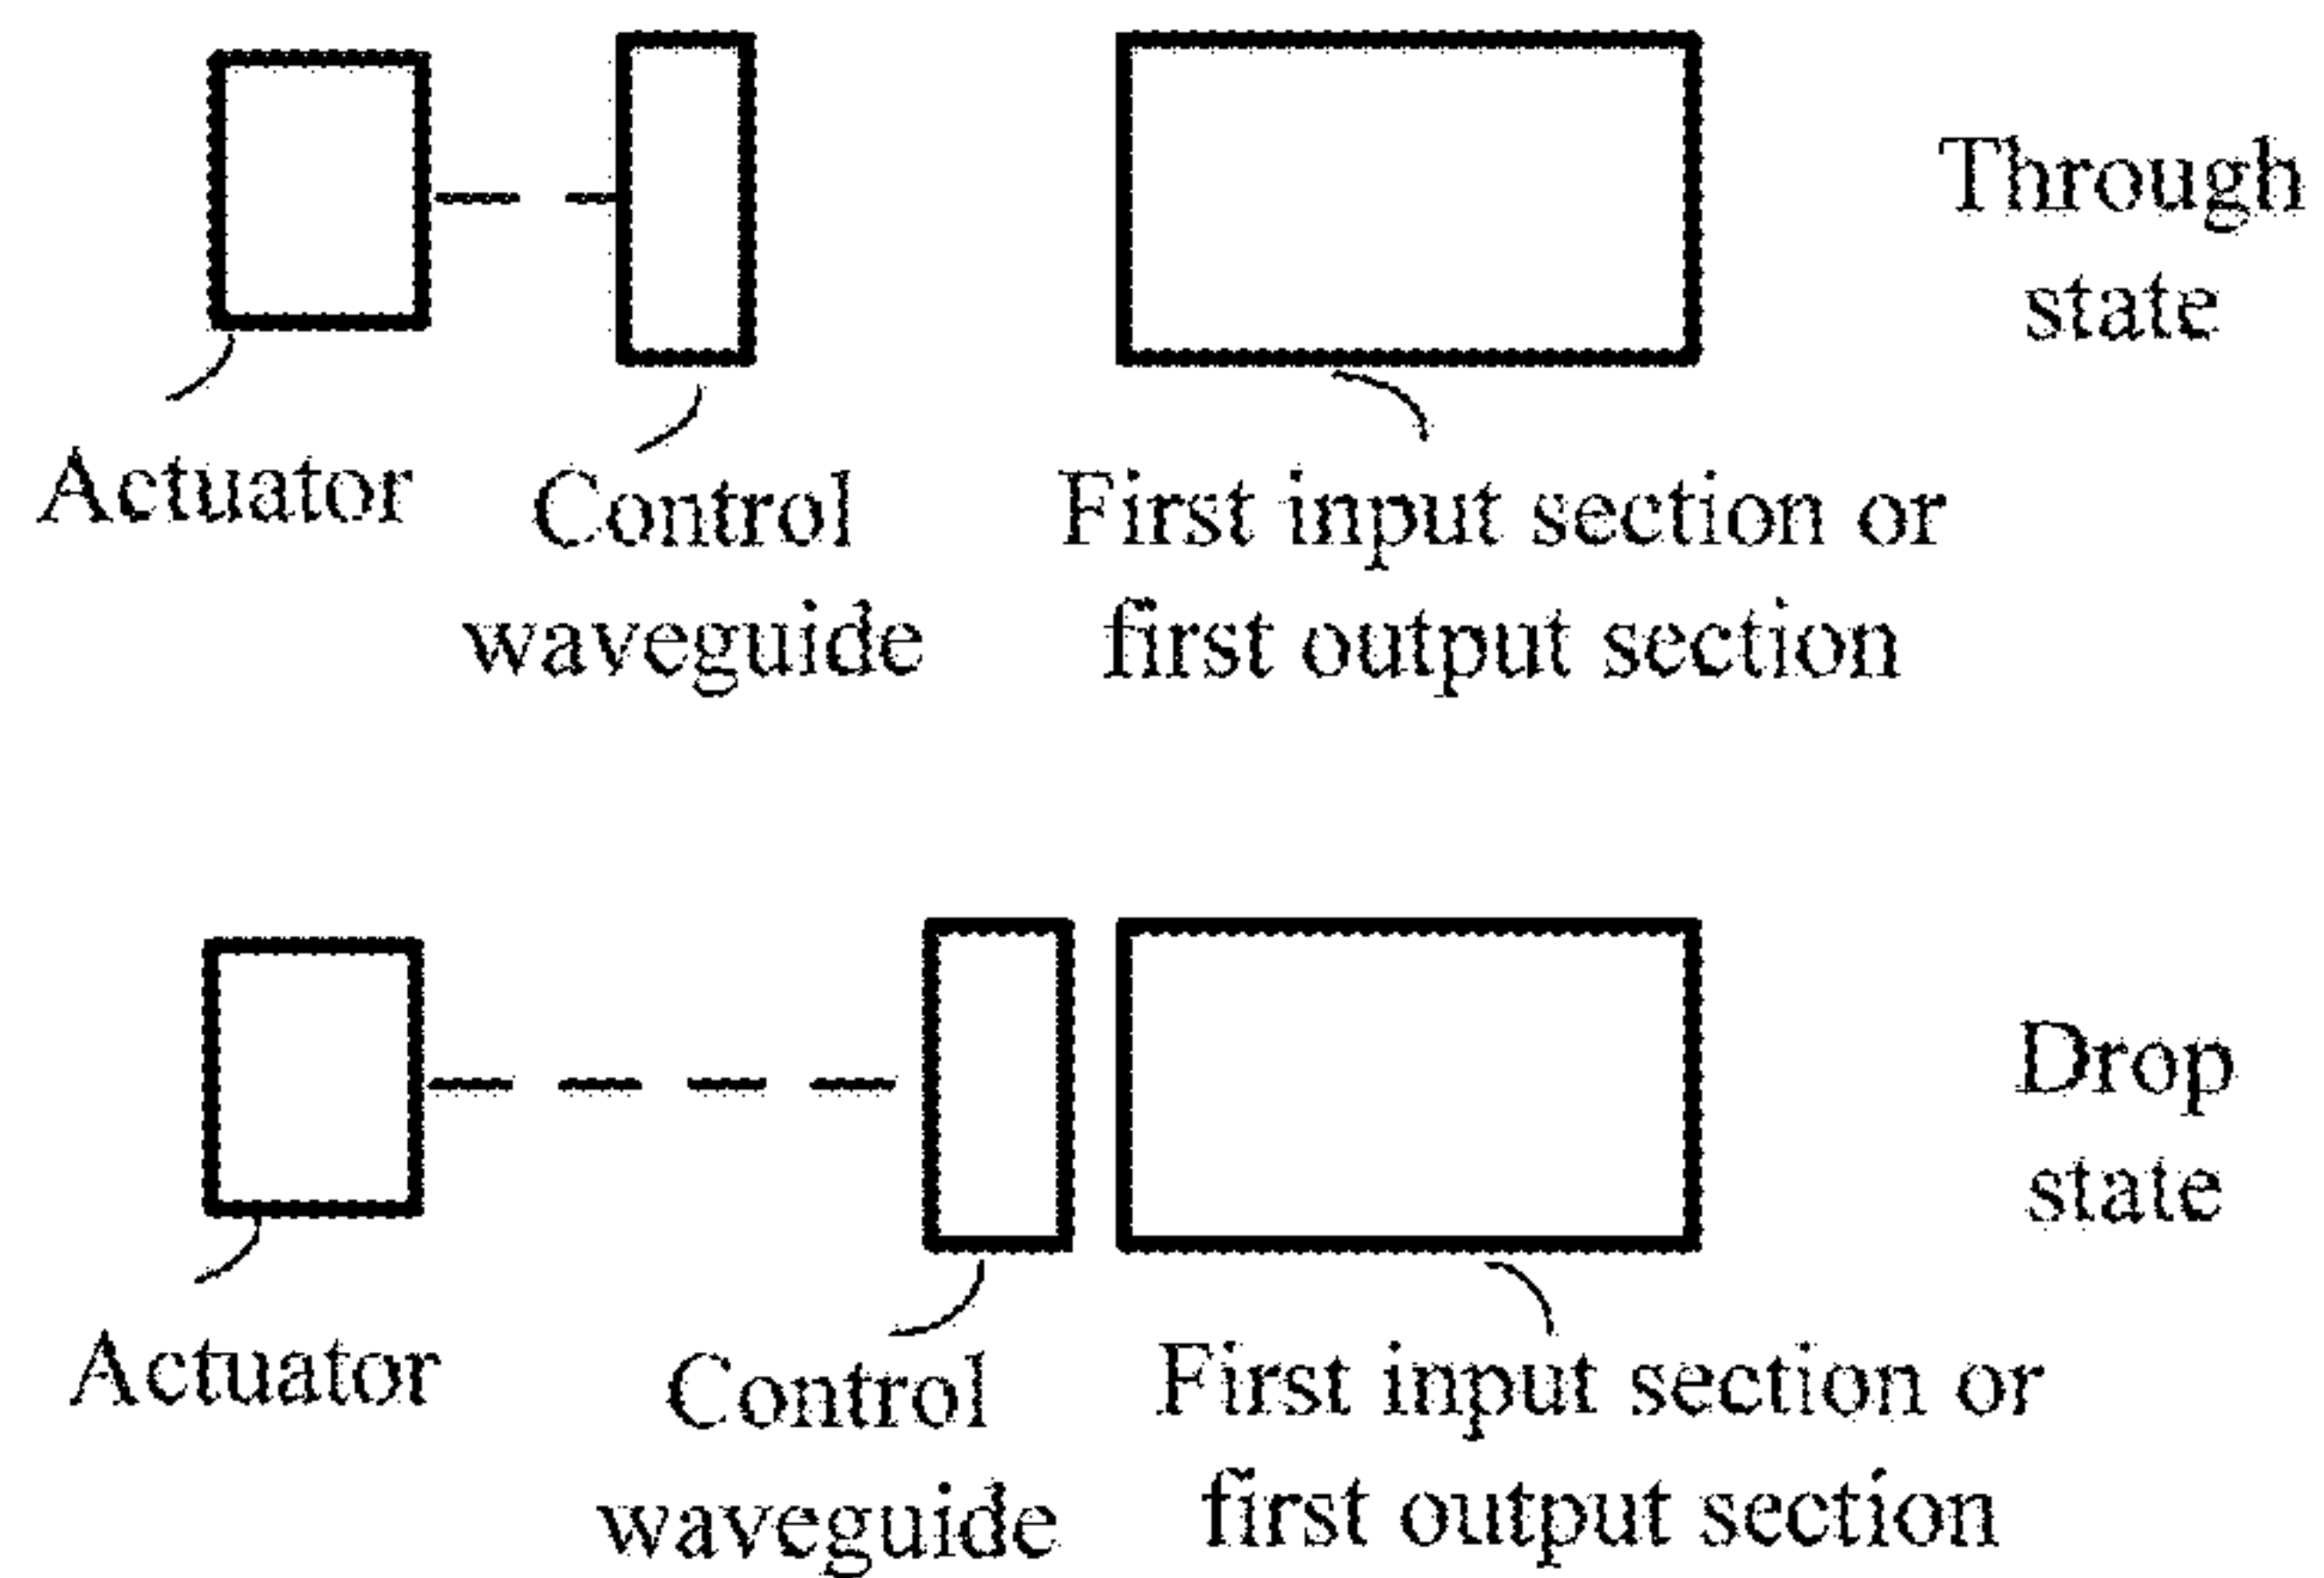 Through
state
Actuator
Control
waveguide
First input section or
first output section
Drop
state
Actuator
Control
waveguide
First input section or
first output section